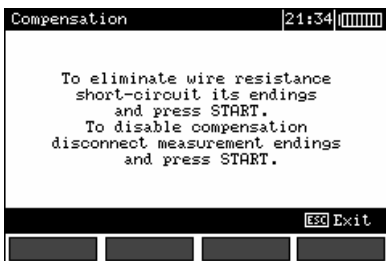 Compensation 21:34
To eliminate wire resistance
short-circuit its endings
and press START.
To disable compensation
disconnect measurement endings
and press START.
ESC Exit